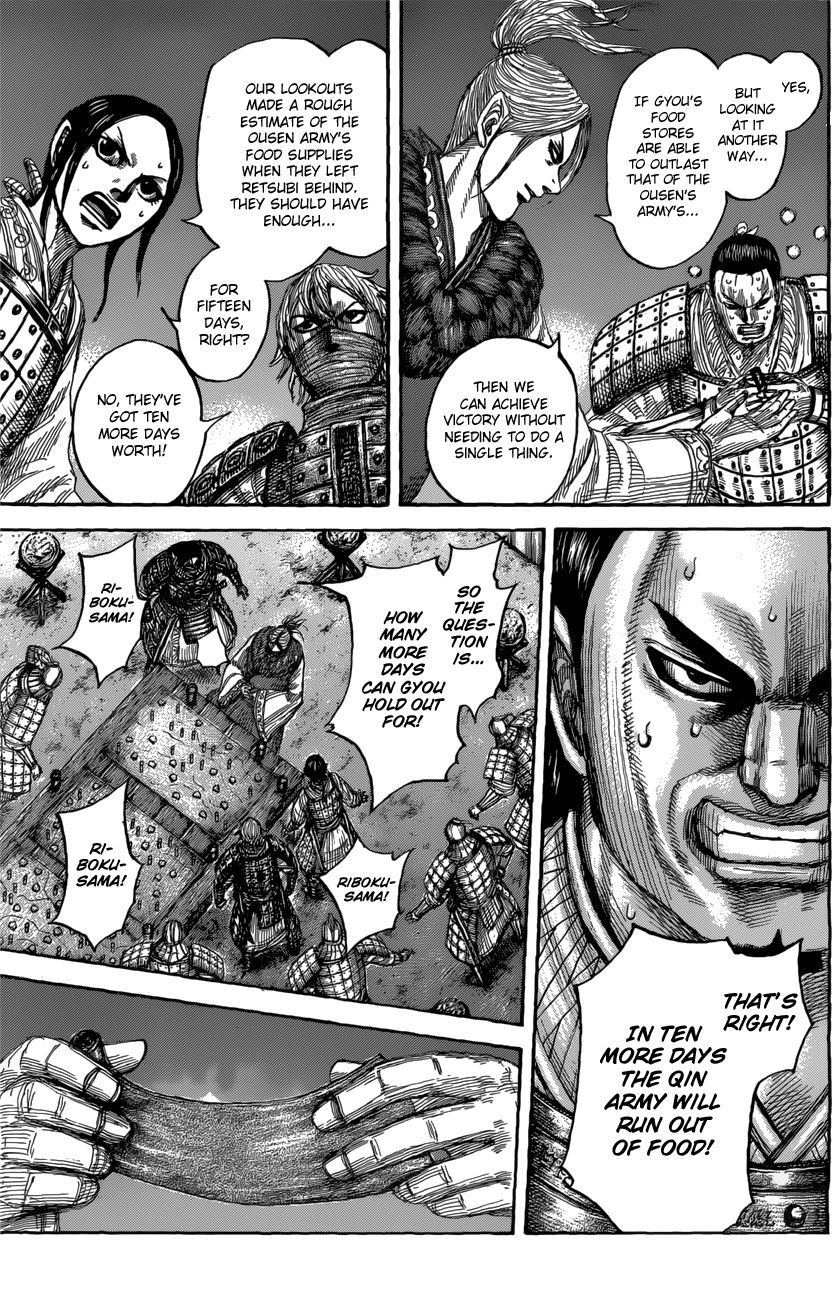 YES,
BUT
LOOKING
AT IT
ANOTHER
WAY...
IF GYOU'S
FOOD
STORES
ARE ABLE
TO OUTLAST
THAT OF THE
OUSEN'S
ARMY'S...
THEN WE
CAN ACHIEVE
VICTORY WITHOUT
NEEDING TO DO A
SINGLE THING.
OUR LOOKOUTS
MADE A ROUGH
ESTIMATE OF THE
OUSEN ARMY'S
FOOD SUPPLIES
WHEN THEY LEFT
RETSUBI BEHIND.
THEY SHOULD HAVE
ENOUGH...
FOR
FIFTEEN
DAYS,
RIGHT?
NO, THEY'VE
GOT TEN
MORE DAYS
WORTH!
THAT'S
RIGHT!
IN TEN
MORE DAYS
THE QIN
ARMY WILL
RUN OUT
OF FOOD!
SO
THE
QUES-
TION
IS...
HOW
MANY
MORE
DAYS
CAN GYOU
HOLD OUT
FOR!
RI-
BOKU-
SAMA!
RIBOKU-
SAMA!
RI-
BOKU-
SAMA!